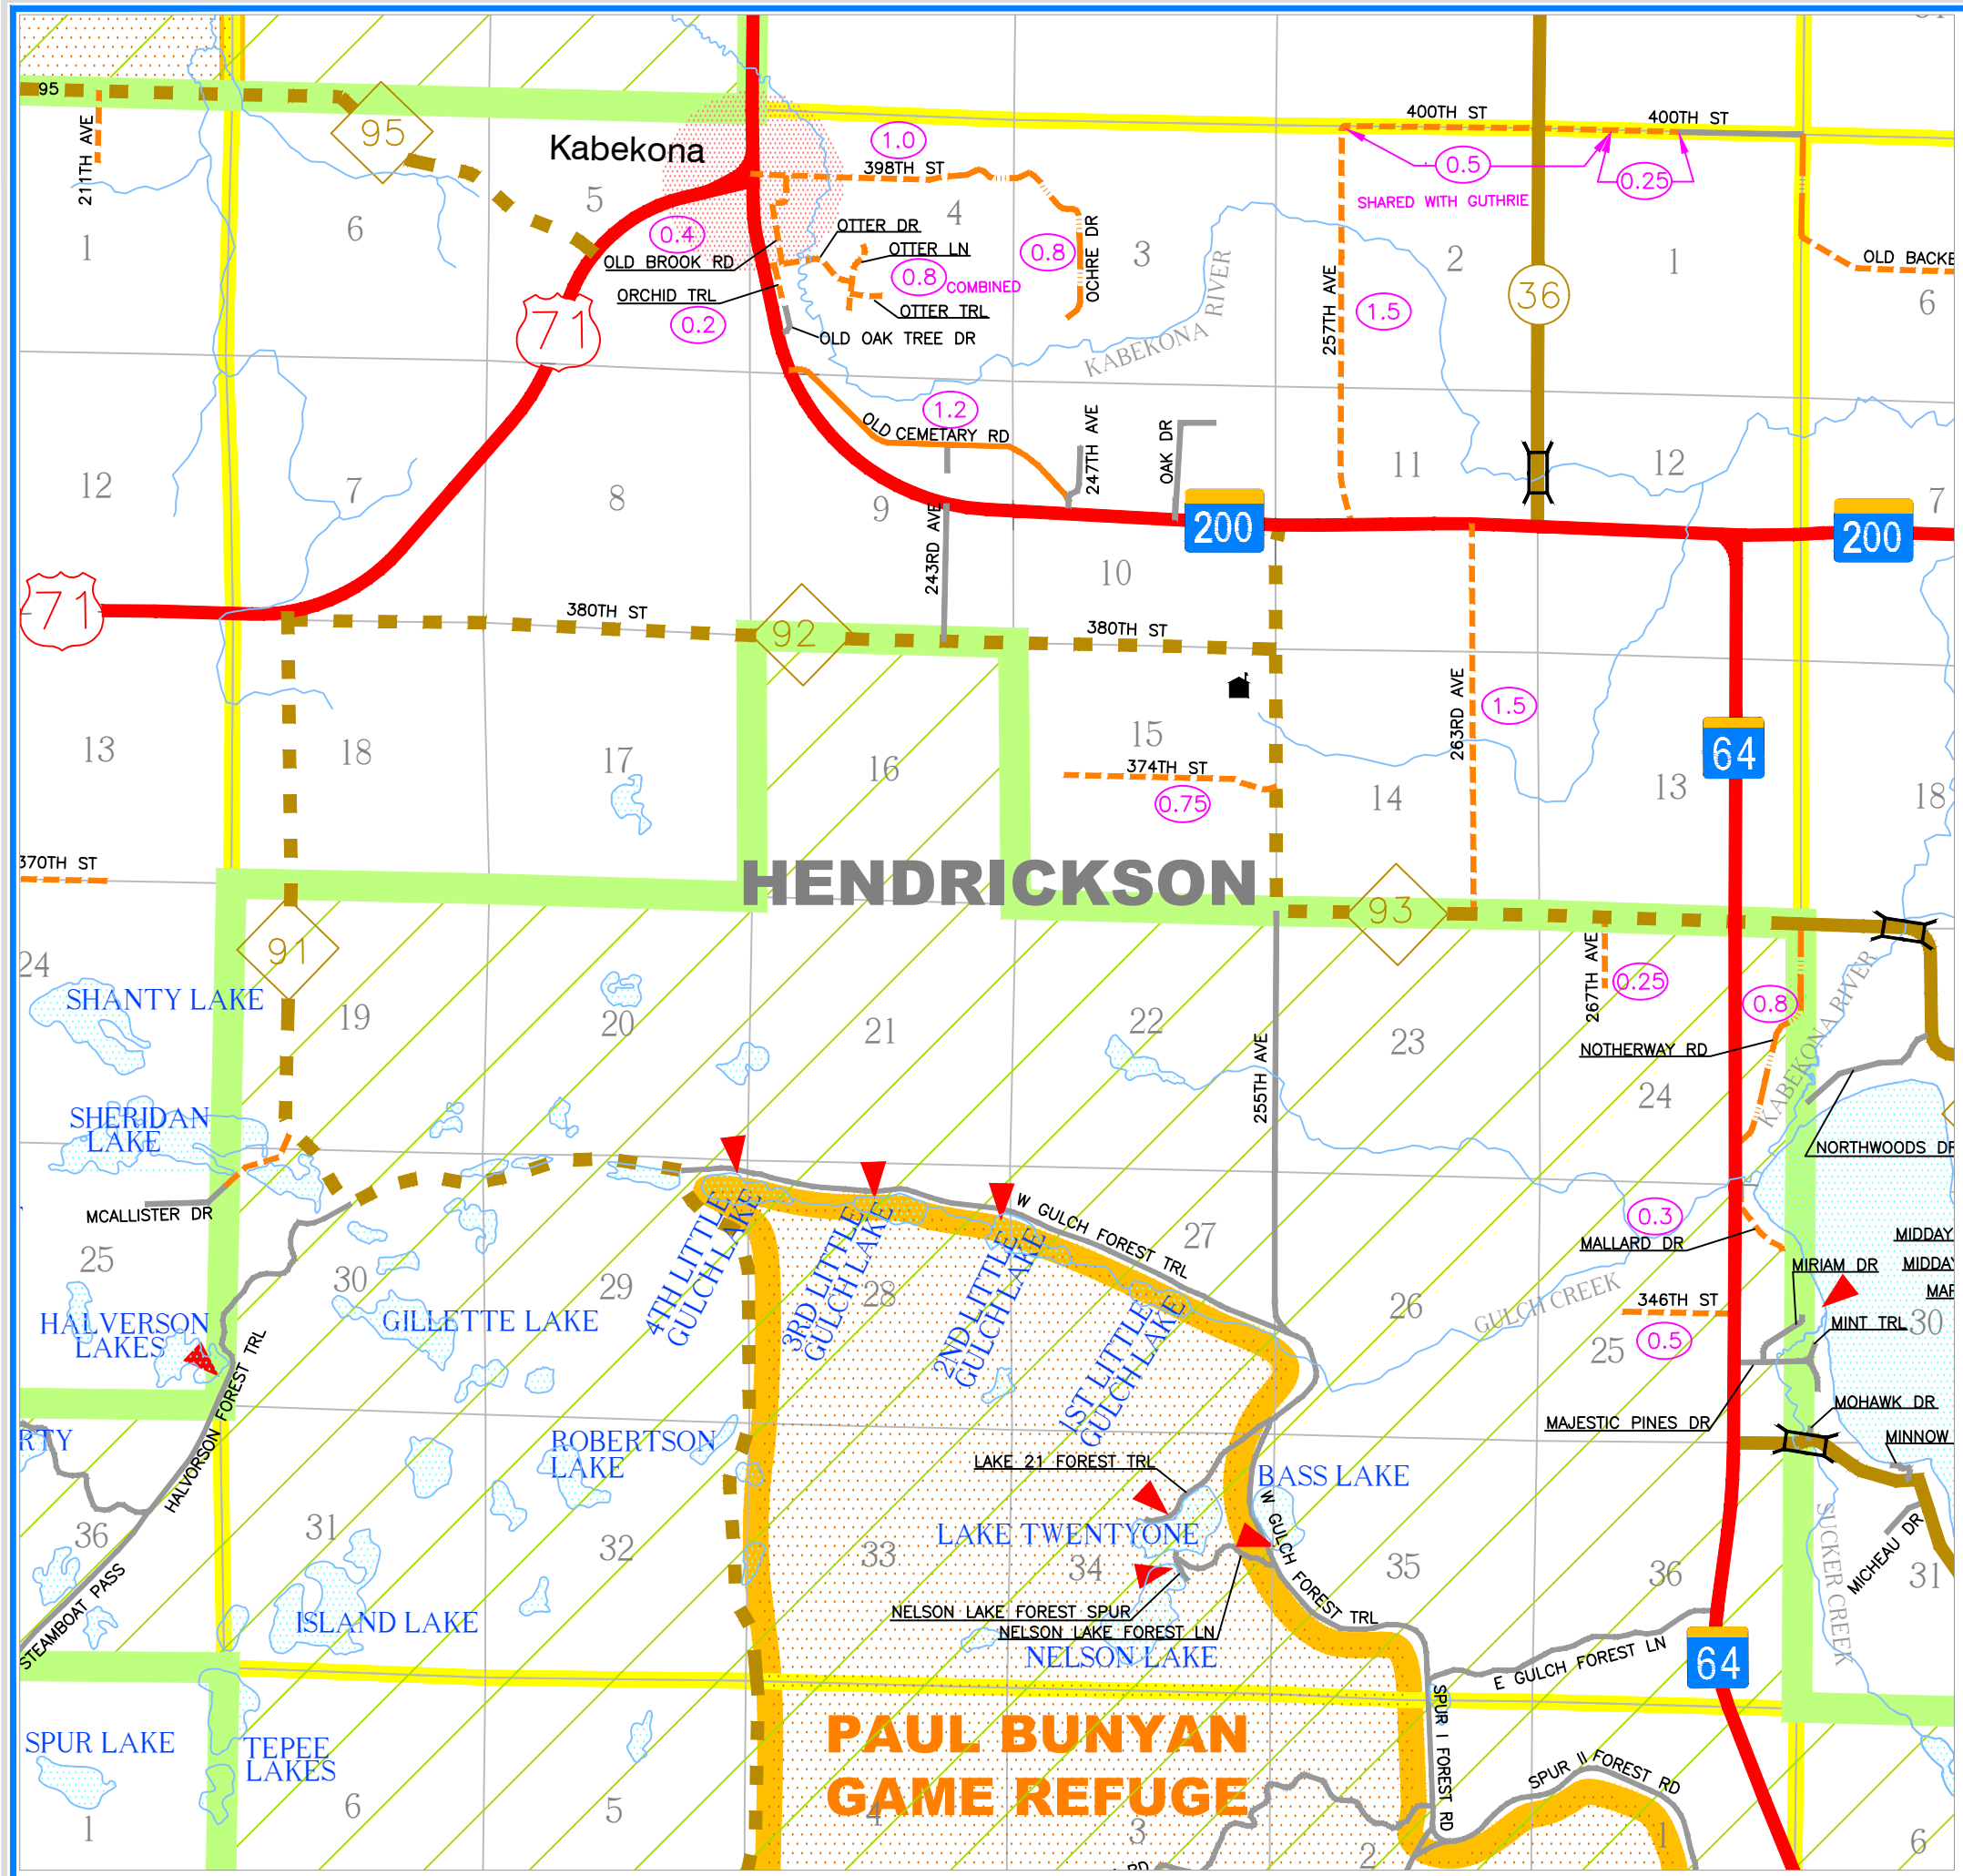 95
211TH AVE
95
Kabekona
1.0
398TH ST
400TH ST
400TH ST
0.5
0.25
SHARED WITH GUTHRIE
1
6
5
4
3
2
1
0.4
OTTER DR
OTTER LN
OLD BROOK RD
0.8
COMBINED
0.8
OCHRE DR
ORCHID TRL
OTTER TRL
0.2
OLD OAK TREE DR
KABEKONA
RIVER
257TH AVE
1.5
36
OLD BACKE
6
71
1.2
OLD CEMETARY RD
247TH AVE
OAK DR
12
7
8
9
11
12
7
243RD AVE
200
200
10
71
380TH ST
92
380TH ST
263RD AVE
1.5
64
13
18
17
16
15
374TH ST
0.75
14
13
18
370TH ST
HENDRICKSON
93
91
24
267TH AVE
0.25
0.8
KABEKONA RIVER
SHANTY LAKE
19
20
21
22
255TH AVE
23
NOTHERWAY RD
24
SHERIDAN
LAKE
NORTHWOODS DR
MCALLISTER DR
W GULCH FOREST TRL
27
0.3
MALLARD DR
MIDDAY
MIRIAM DR
MIDDAY
MAR
25
30
29
28
26
GULCH CREEK
346TH ST
0.5
25
MINT TRL
30
HALVERSON
LAKES
GILLETTE LAKE
4TH LITTLE
GULCH LAKE
3RD LITTLE
GULCH LAKE
2ND LITTLE
GULCH LAKE
1ST LITTLE
GULCH LAKE
HALVORSON FOREST TRL
MAJESTIC PINES DR
MOHAWK DR
MINNOW
RTY
ROBERTSON
LAKE
LAKE 21 FOREST TRL
BASS LAKE
W GULCH FOREST TRL
36
31
32
33
LAKE TWENTYONE
34
35
36
SUCKER CREEK
MICHEAU DR
31
STEAMBOAT PASS
ISLAND LAKE
NELSON LAKE FOREST SPUR
NELSON LAKE FOREST LN
NELSON LAKE
E GULCH FOREST LN
64
SPUR LAKE
TEPEE
LAKES
PAUL BUNYAN
GAME REFUGE
SPUR I FOREST RD
SPUR II FOREST RD
1
6
5
4
3
2
1
6
RD